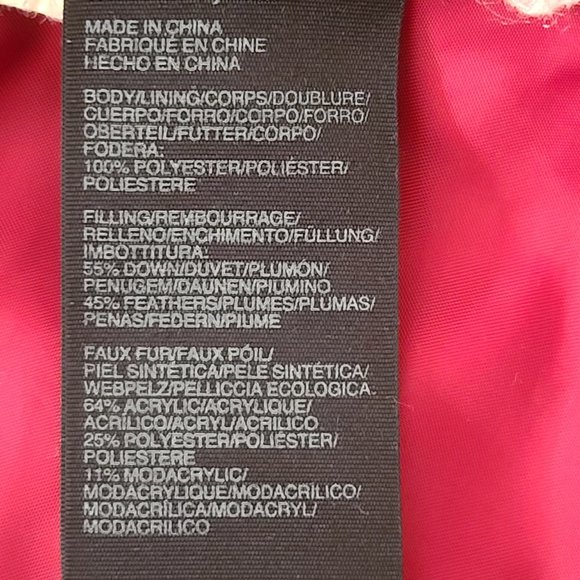 MADE IN CHINA
FABRIQUÉ EN CHINE
HECHO EN CHINA
BODY/LINING/CORPS/DOUBLURE/
CUERPO/FORRO/CORPO/FORRO/
OBERTEIL/FUTTER/CORPO/
FODERA:
100% POLYESTER/POLIÉSTER/
POLIESTERE
FILLING/REMBOURRAGE/
RELLENO/ENCHIMENTO/FÜLLUNG/
IMBOTTITURA:
55% DOWN/DUVET/PLUMÓN/
PENUGEM/DAUNEN/PIUMINO
45% FEATHERS/PLUMES/PLUMAS/
PENAS/FEDERN/PIUME
FAUX FUR/FAUX POIL/
PIEL SINTÉTICA/PELE SINTÉTICA/
WEBPELZ/PELLICCIA ECOLOGICA:
64% ACRYLIC/ACRYLIQUE/
ACRÍLICO/ACRYL/ACRILICO
25% POLYESTER/POLIÉSTER/
POLIESTERE
11% MODACRYLIC/
MODACRYLIQUE/MODACRÍLICO/
MODACRÍLICA/MODACRYL/
MODACRILICO